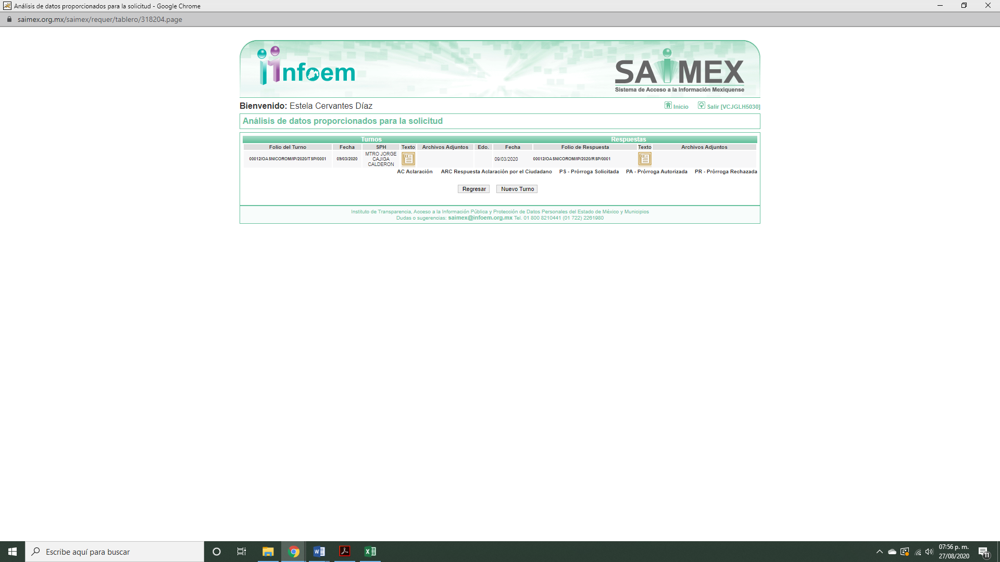 Análisis de datos proporcionados para la solicitud - Google Chrome
saimex.org.mx/saimex/requer/tablero/318204.page
infoem
SAIMEX
Sistema de Acceso a la Información Mexiquense
Bienvenido: Estela Cervantes Díaz
Inicio Salir [VCJGLH5030]
Análisis de datos proporcionados para la solicitud
Turnos Respuestas
Folio del Turno Fecha SPH Texto Archivos Adjuntos Edo. Fecha Folio de Respuesta Texto Archivos Adjuntos
00012/OASNICOROM/IP/2020/TSP/0001 09/03/2020 MTRO JORGE CAJIGA CALDERON 09/03/2020 00012/OASNICOROM/IP/2020/RSP/0001
AC Aclaración ARC Respuesta Aclaración por el Ciudadano PS - Prórroga Solicitada PA - Prórroga Autorizada PR - Prórroga Rechazada
Regresar Nuevo Turno
Instituto de Transparencia, Acceso a la Información Pública y Protección de Datos Personales del Estado de México y Municipios
Dudas o sugerencias: saimex@infoem.org.mx Tel. 01 800 8210441 (01 722) 2261980
Escribe aquí para buscar
07:56 p. m.
27/08/2020
11